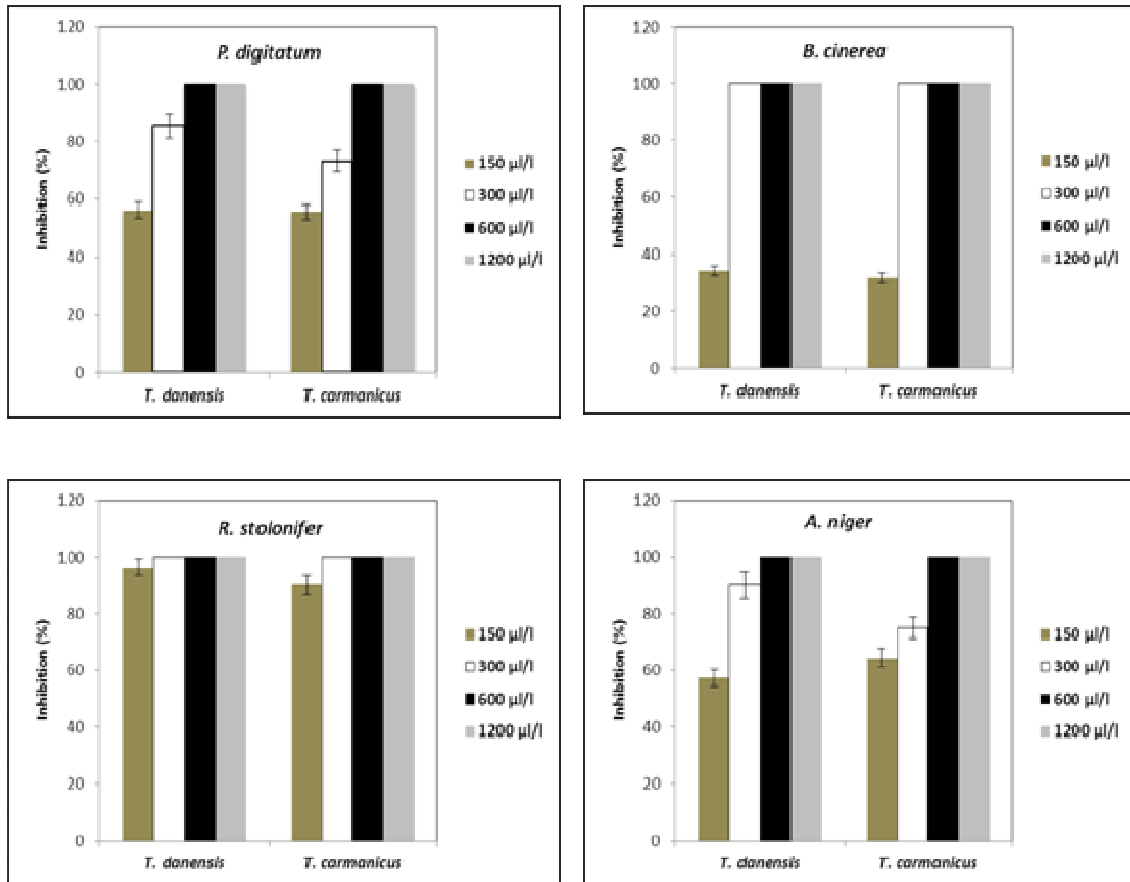 P. digitatum
120
100
80
60
40
20
0
Inhibition (%)
T. danensis
T. carmanicus
150 µl/l
300 µl/l
600 µl/l
1200 µl/l
B. cinerea
120
100
80
60
40
20
0
Inhibition (%)
T. danensis
T. carmanicus
150 µl/l
300 µl/l
600 µl/l
1200 µl/l
R. stolonifer
120
100
80
60
40
20
0
Inhibition (%)
T. danensis
T. carmanicus
150 µl/l
300 µl/l
600 µl/l
1200 µl/l
A. niger
120
100
80
60
40
20
0
Inhibition (%)
T. danensis
T. carmanicus
150 µl/l
300 µl/l
600 µl/l
1200 µl/l